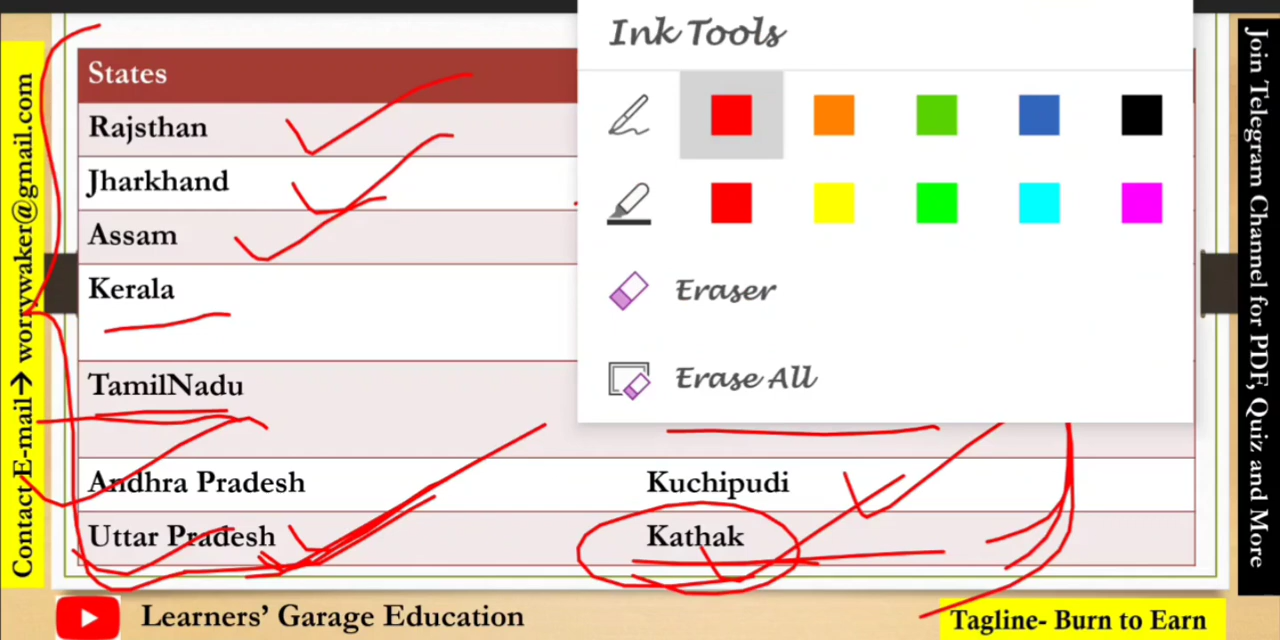 Ink Tools
States
Rajsthan
Jharkhand
Assam
Kerala
Eraser
Erase All
TamilNadu
Andhra Pradesh Kuchipudi
Uttar Pradesh Kathak
Learners’ Garage Education
Tagline- Burn to Earn
Contact E-mail→ worrywaker@gmail.com
Join Telegram Channel for PDF, Quiz and More